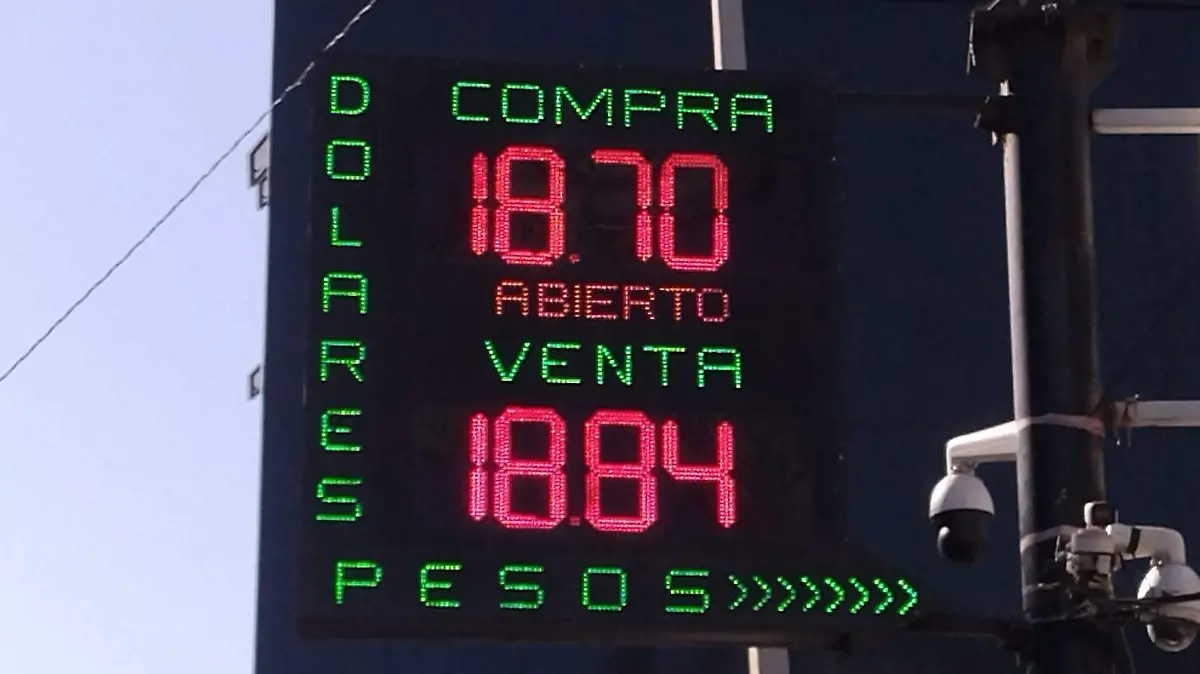 DOLARES
COMPRA
18.70
ABIERTO
VENTA
18.84
PESOS>>>>>>>>